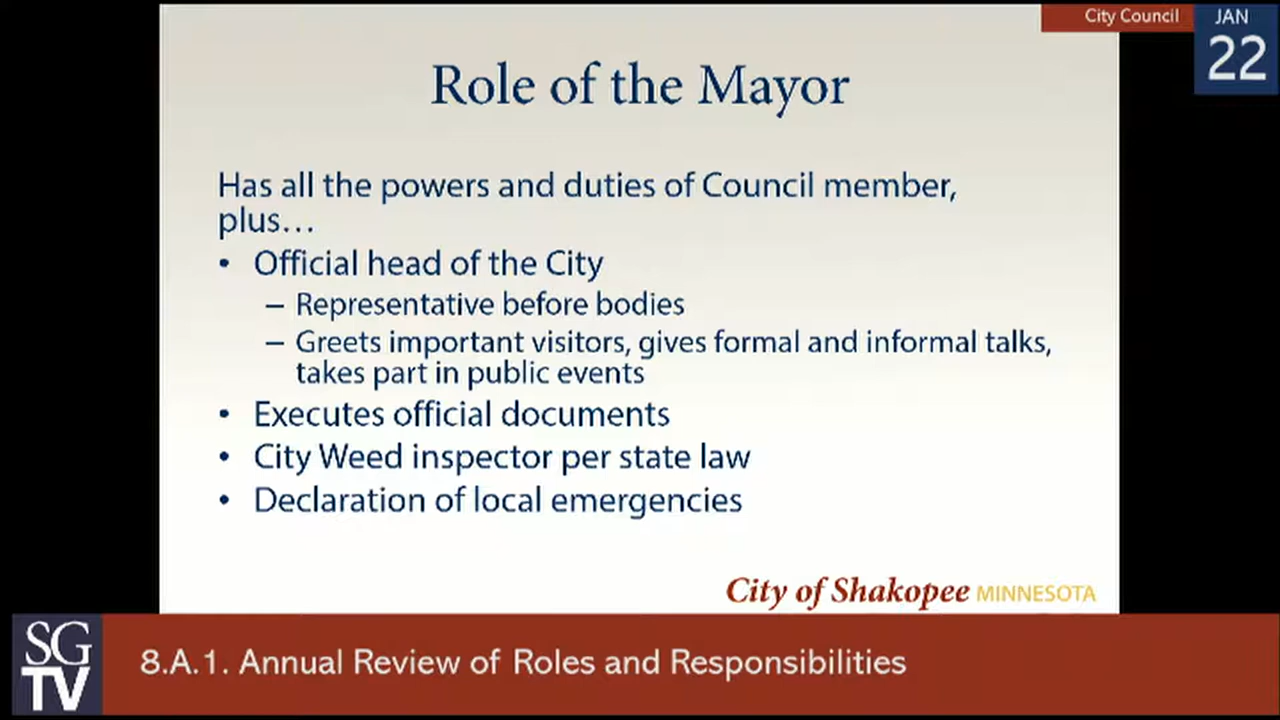 City Council
JAN
22
Role of the Mayor
Has all the powers and duties of Council member,
plus…
• Official head of the City
– Representative before bodies
– Greets important visitors, gives formal and informal talks,
takes part in public events
• Executes official documents
• City Weed inspector per state law
• Declaration of local emergencies
City of Shakopee MINNESOTA
SG
TV
8.A.1. Annual Review of Roles and Responsibilities